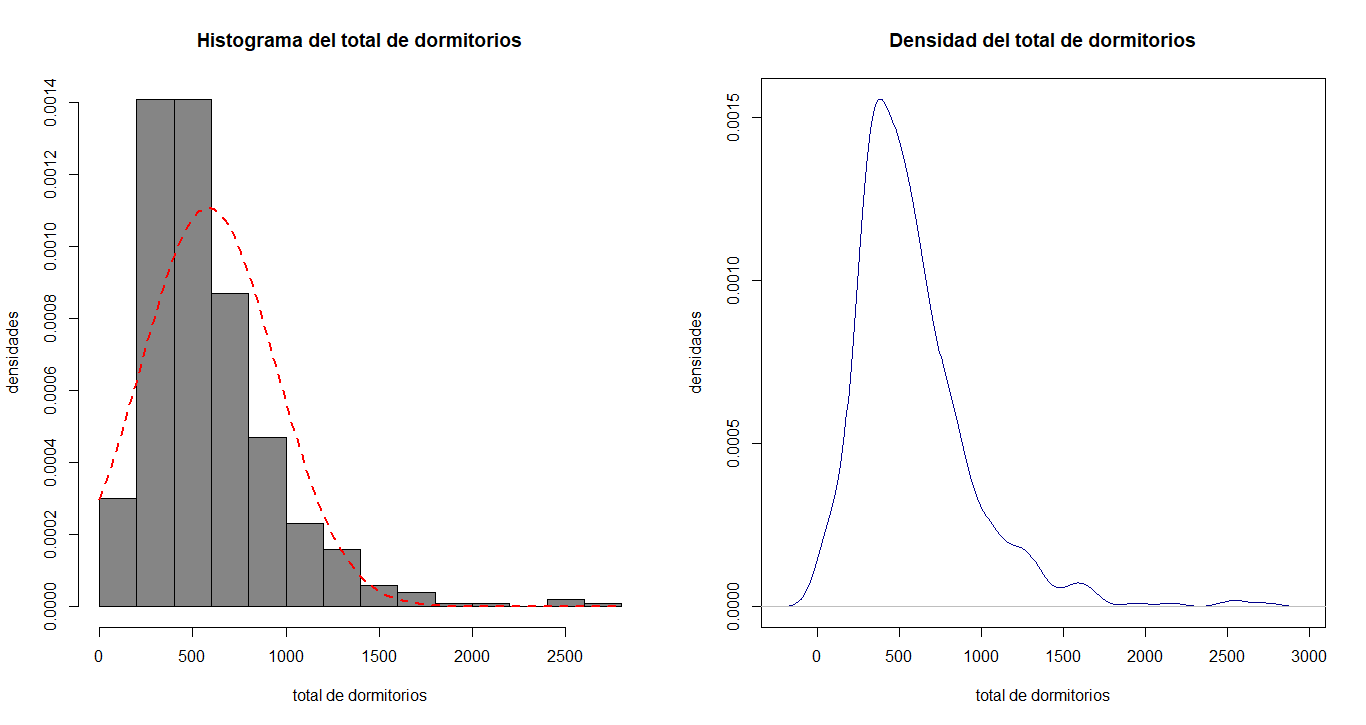 Histograma del total de dormitorios
densidades
0.0014
0.0012
0.0010
0.0008
0.0006
0.0004
0.0002
0.0000
0 500 1000 1500 2000 2500
total de dormitorios
Densidad del total de dormitorios
densidades
0.0015
0.0010
0.0005
0.0000
0 500 1000 1500 2000 2500 3000
total de dormitorios